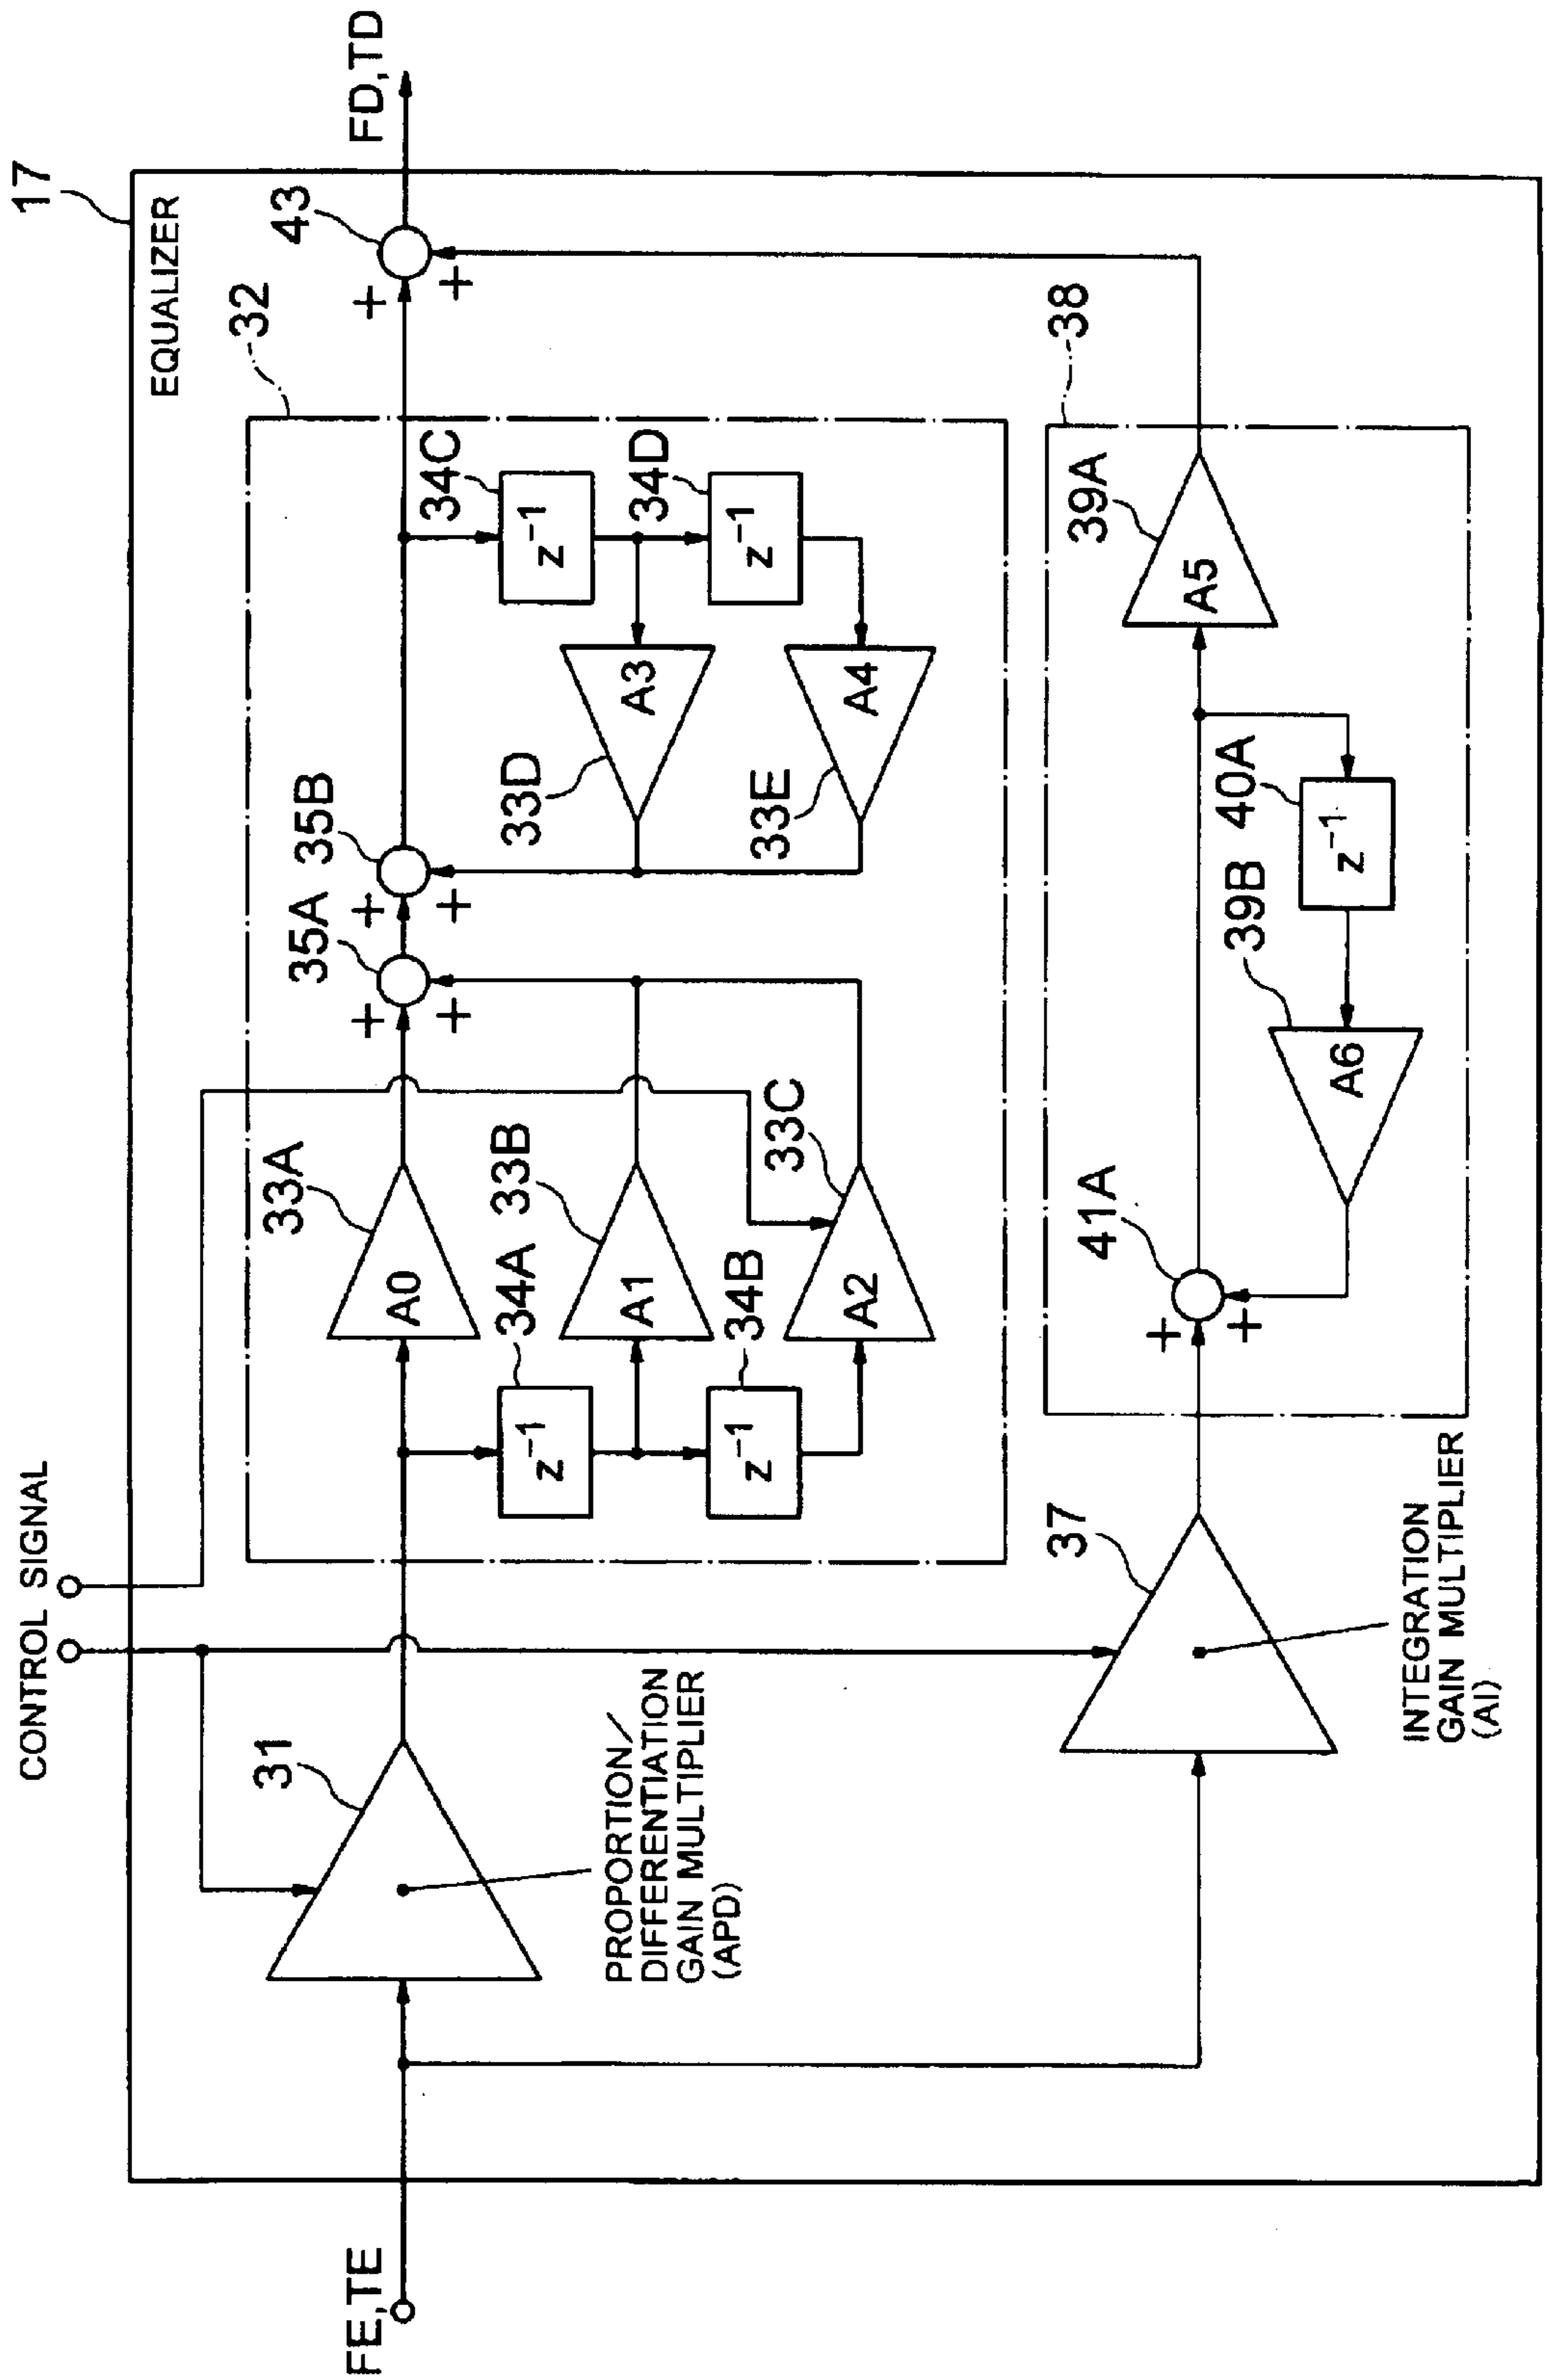 17
EQUALIZER
CONTROL SIGNAL
FE,TE
FD,TD
31
PROPORTION/
DIFFERENTIATION
GAIN MULTIPLIER
(APD)
32
33A
A0
34A
z⁻¹
33B
A1
34B
z⁻¹
33C
A2
35A
+
+
35B
+
+
34C
z⁻¹
34D
z⁻¹
33D
A3
33E
A4
43
+
+
37
INTEGRATION
GAIN MULTIPLIER
(AI)
38
41A
+
+
39B
A6
40A
z⁻¹
39A
A5